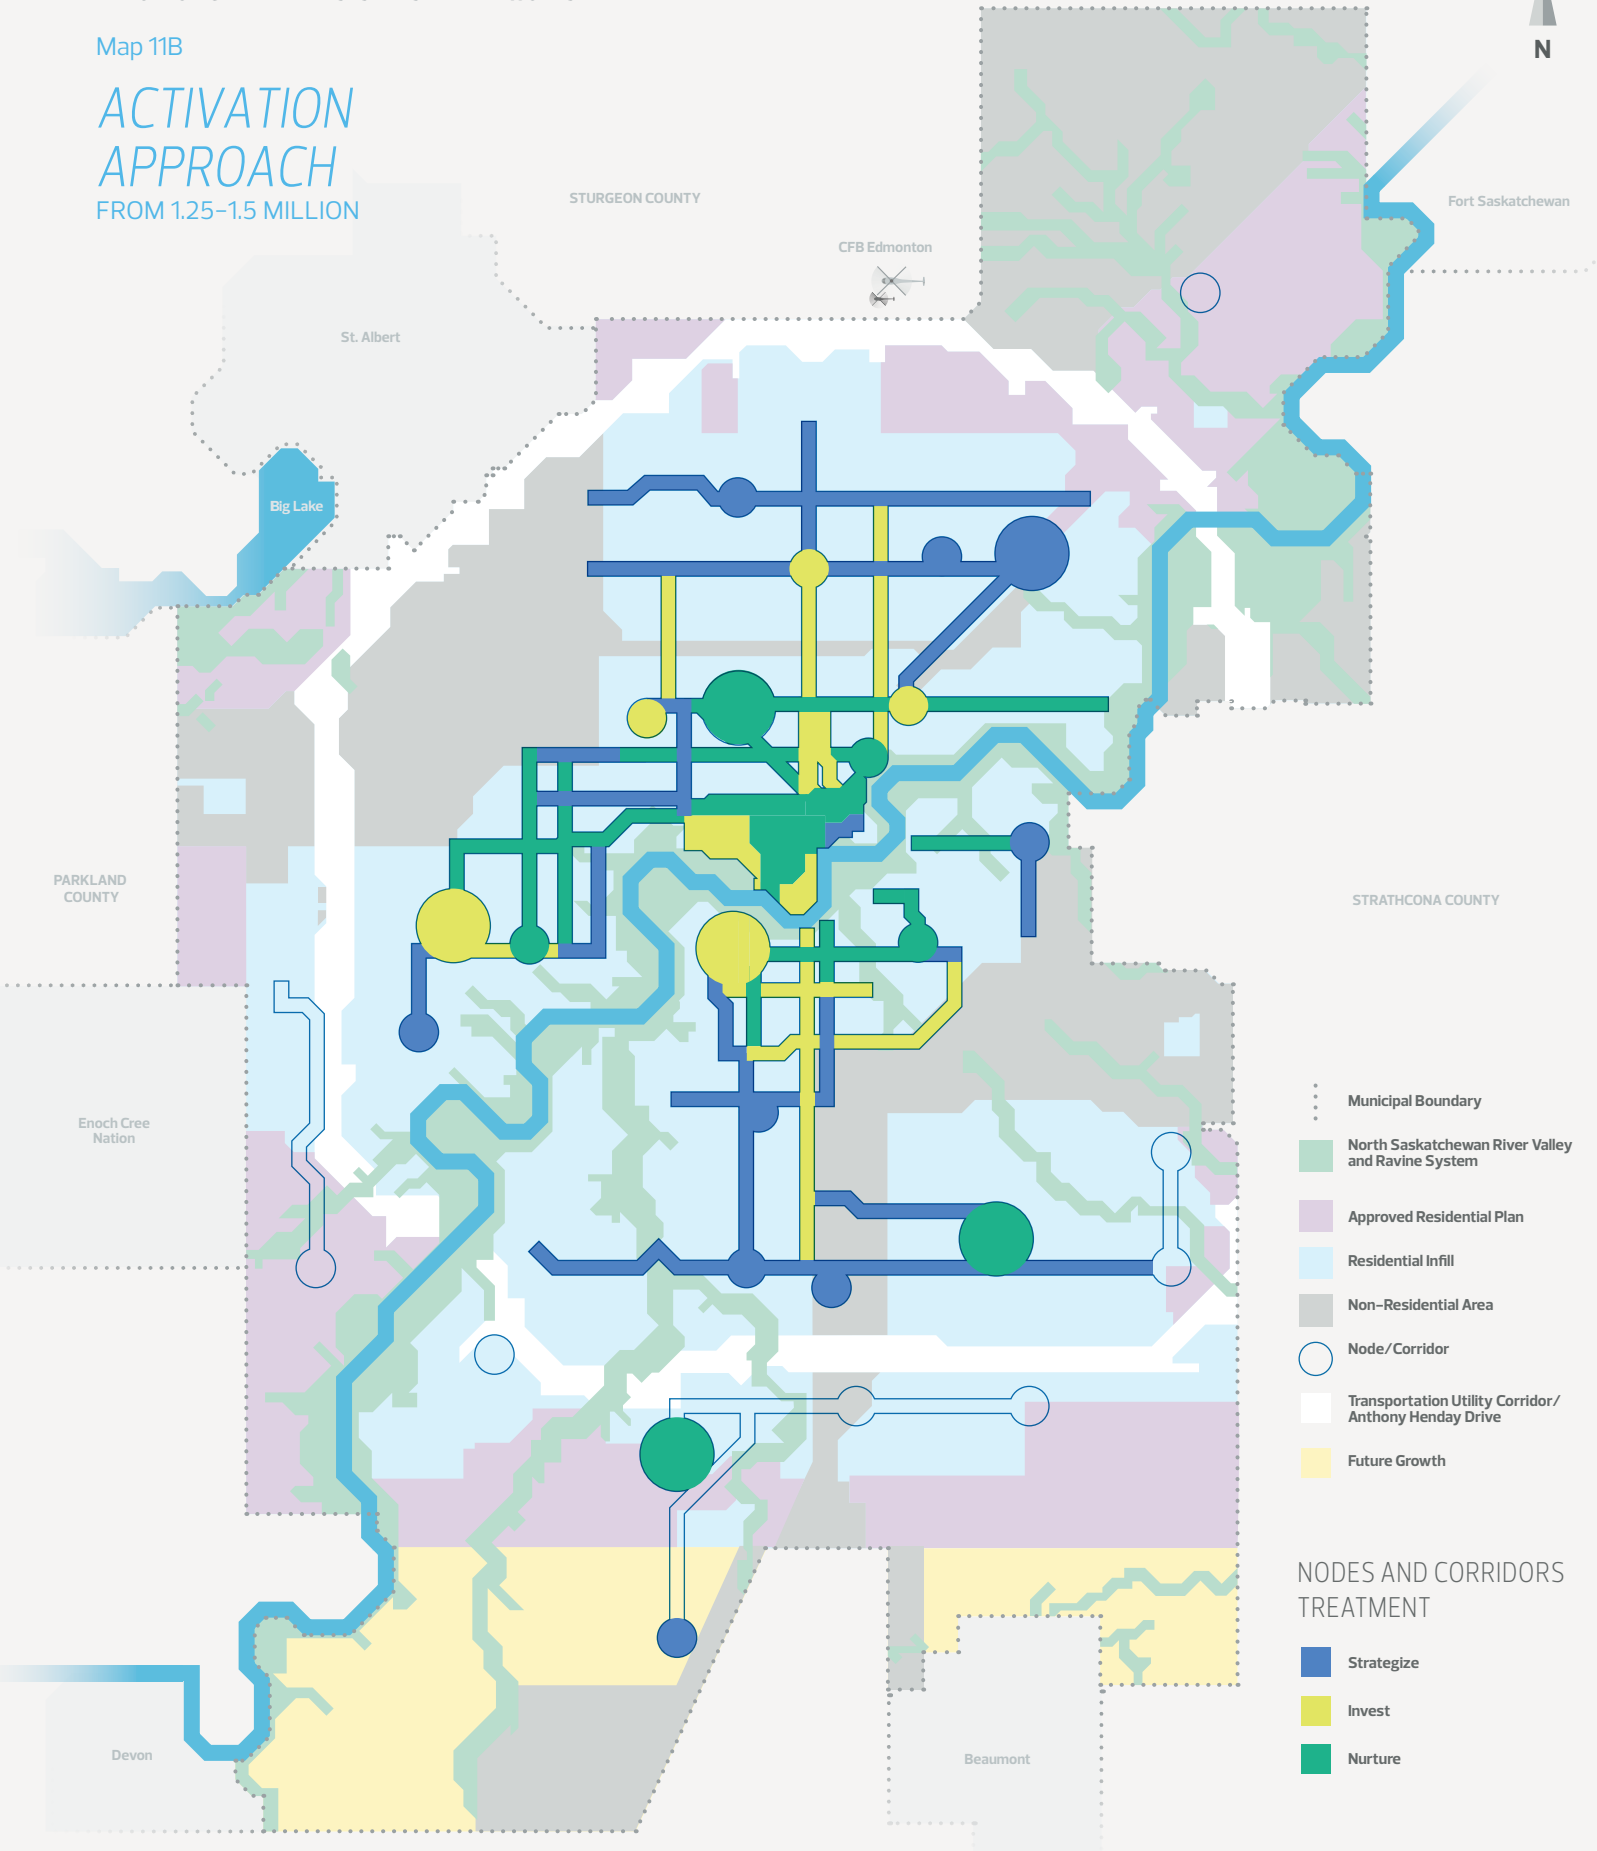 Map 11B
ACTIVATION
APPROACH
FROM 1.25–1.5 MILLION
N
STURGEON COUNTY
Fort Saskatchewan
CFB Edmonton
St. Albert
Big Lake
PARKLAND
COUNTY
STRATHCONA COUNTY
Enoch Cree
Nation
Devon
Beaumont
Municipal Boundary
North Saskatchewan River Valley
and Ravine System
Approved Residential Plan
Residential Infill
Non-Residential Area
Node/Corridor
Transportation Utility Corridor/
Anthony Henday Drive
Future Growth
NODES AND CORRIDORS
TREATMENT
Strategize
Invest
Nurture